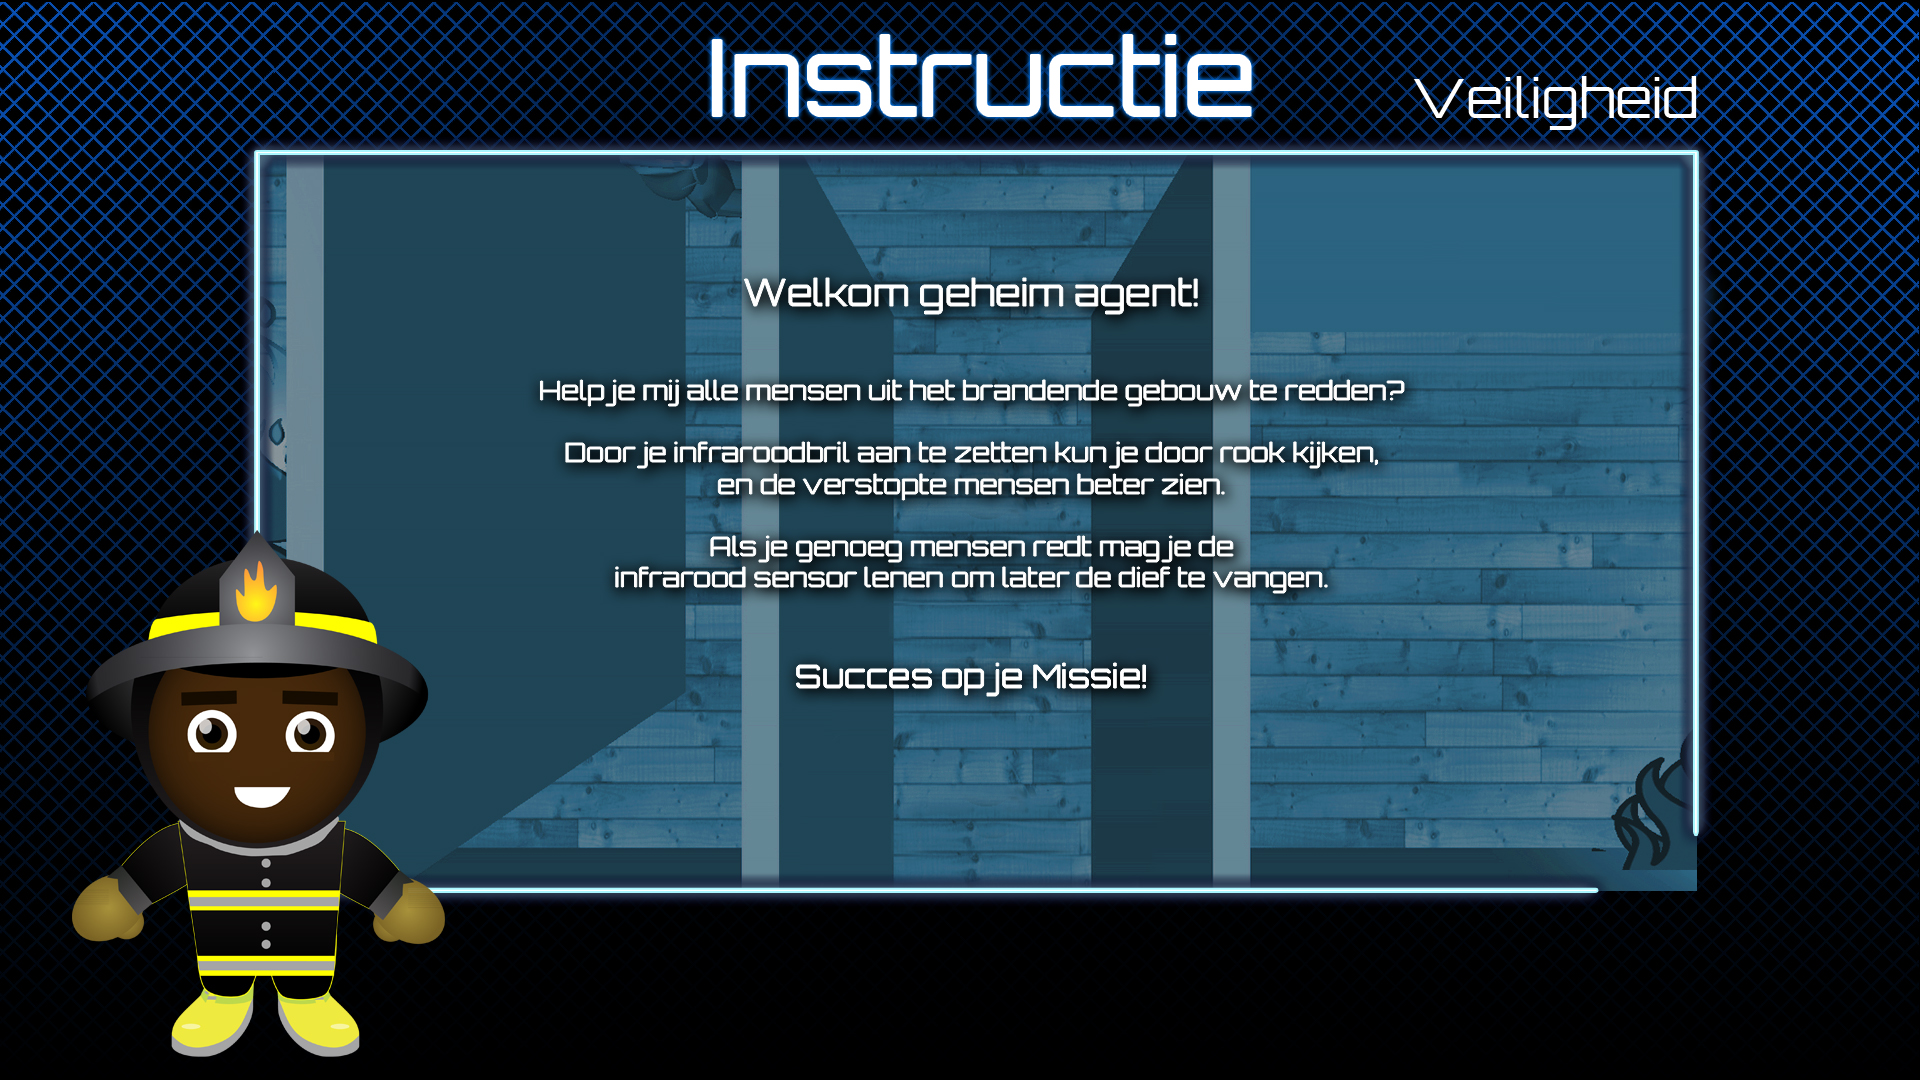 Instructie
Veiligheid
Welkom geheim agent!
Help je mij alle mensen uit het brandende gebouw te redden?
Door je infraroodbril aan te zetten kun je door rook kijken,
en de verstopte mensen beter zien.
Als je genoeg mensen redt mag je de
infrarood sensor lenen om later de dief te vangen.
Succes op je Missie!